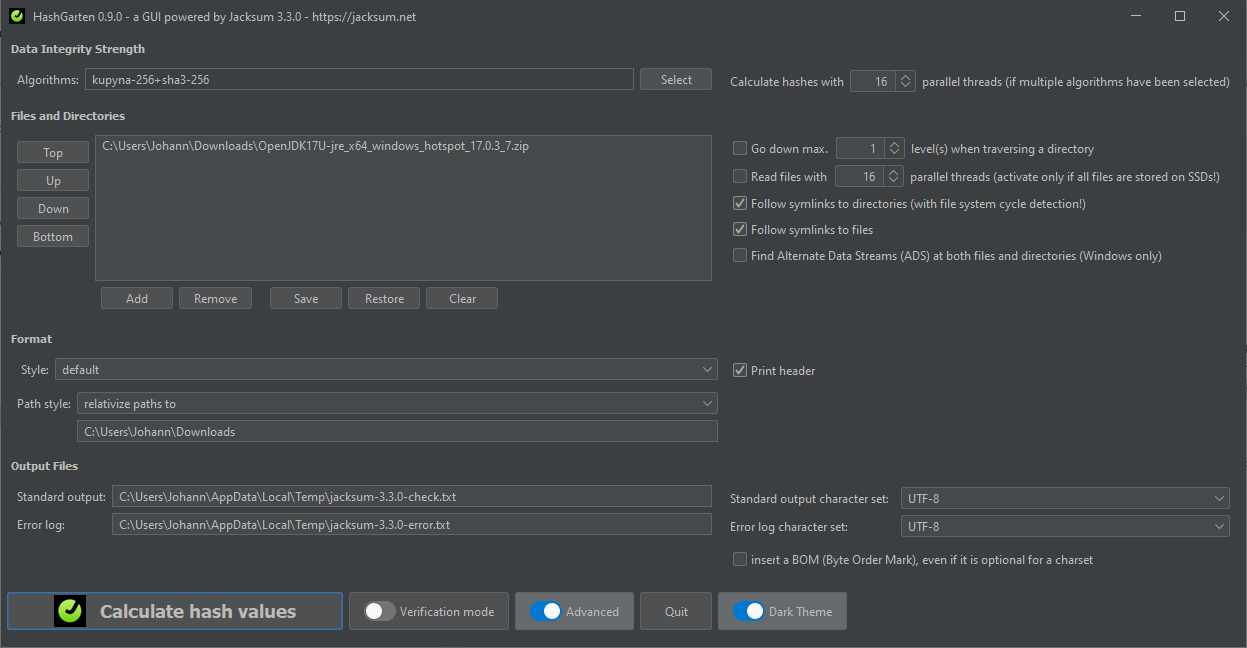 HashGarten 0.9.0 - a GUI powered by Jacksum 3.3.0 - https://jacksum.net
Data Integrity Strength
Algorithms: kupyna-256+sha3-256 Select Calculate hashes with 16 parallel threads (if multiple algorithms have been selected)
Files and Directories
Top
Up
Down
Bottom
C:\Users\Johann\Downloads\OpenJDK17U-jre_x64_windows_hotspot_17.0.3_7.zip
Add Remove Save Restore Clear
Go down max. 1 level(s) when traversing a directory
Read files with 16 parallel threads (activate only if all files are stored on SSDs!)
Follow symlinks to directories (with file system cycle detection!)
Follow symlinks to files
Find Alternate Data Streams (ADS) at both files and directories (Windows only)
Format
Style: default Print header
Path style: relativize paths to
C:\Users\Johann\Downloads
Output Files
Standard output: C:\Users\Johann\AppData\Local\Temp\jacksum-3.3.0-check.txt Standard output character set: UTF-8
Error log: C:\Users\Johann\AppData\Local\Temp\jacksum-3.3.0-error.txt Error log character set: UTF-8
insert a BOM (Byte Order Mark), even if it is optional for a charset
Calculate hash values Verification mode Advanced Quit Dark Theme